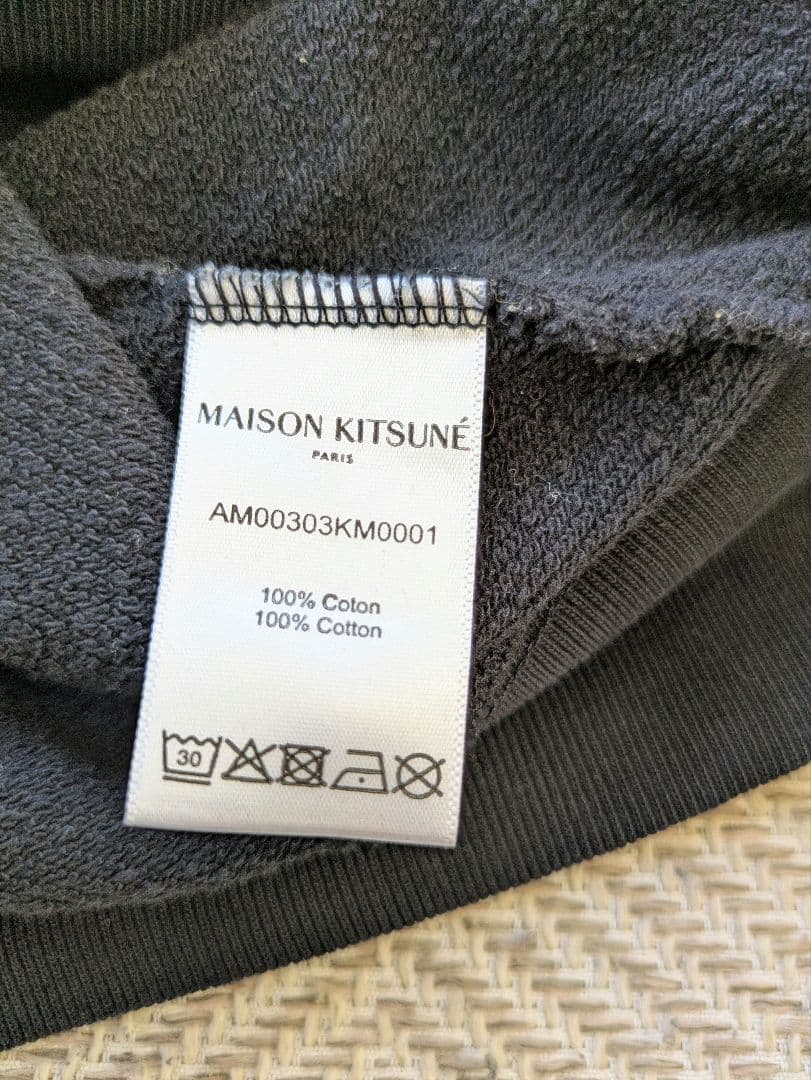 MAISON KITSUNÉ
PARIS
AM00303KM0001
100% Coton
100% Cotton
30